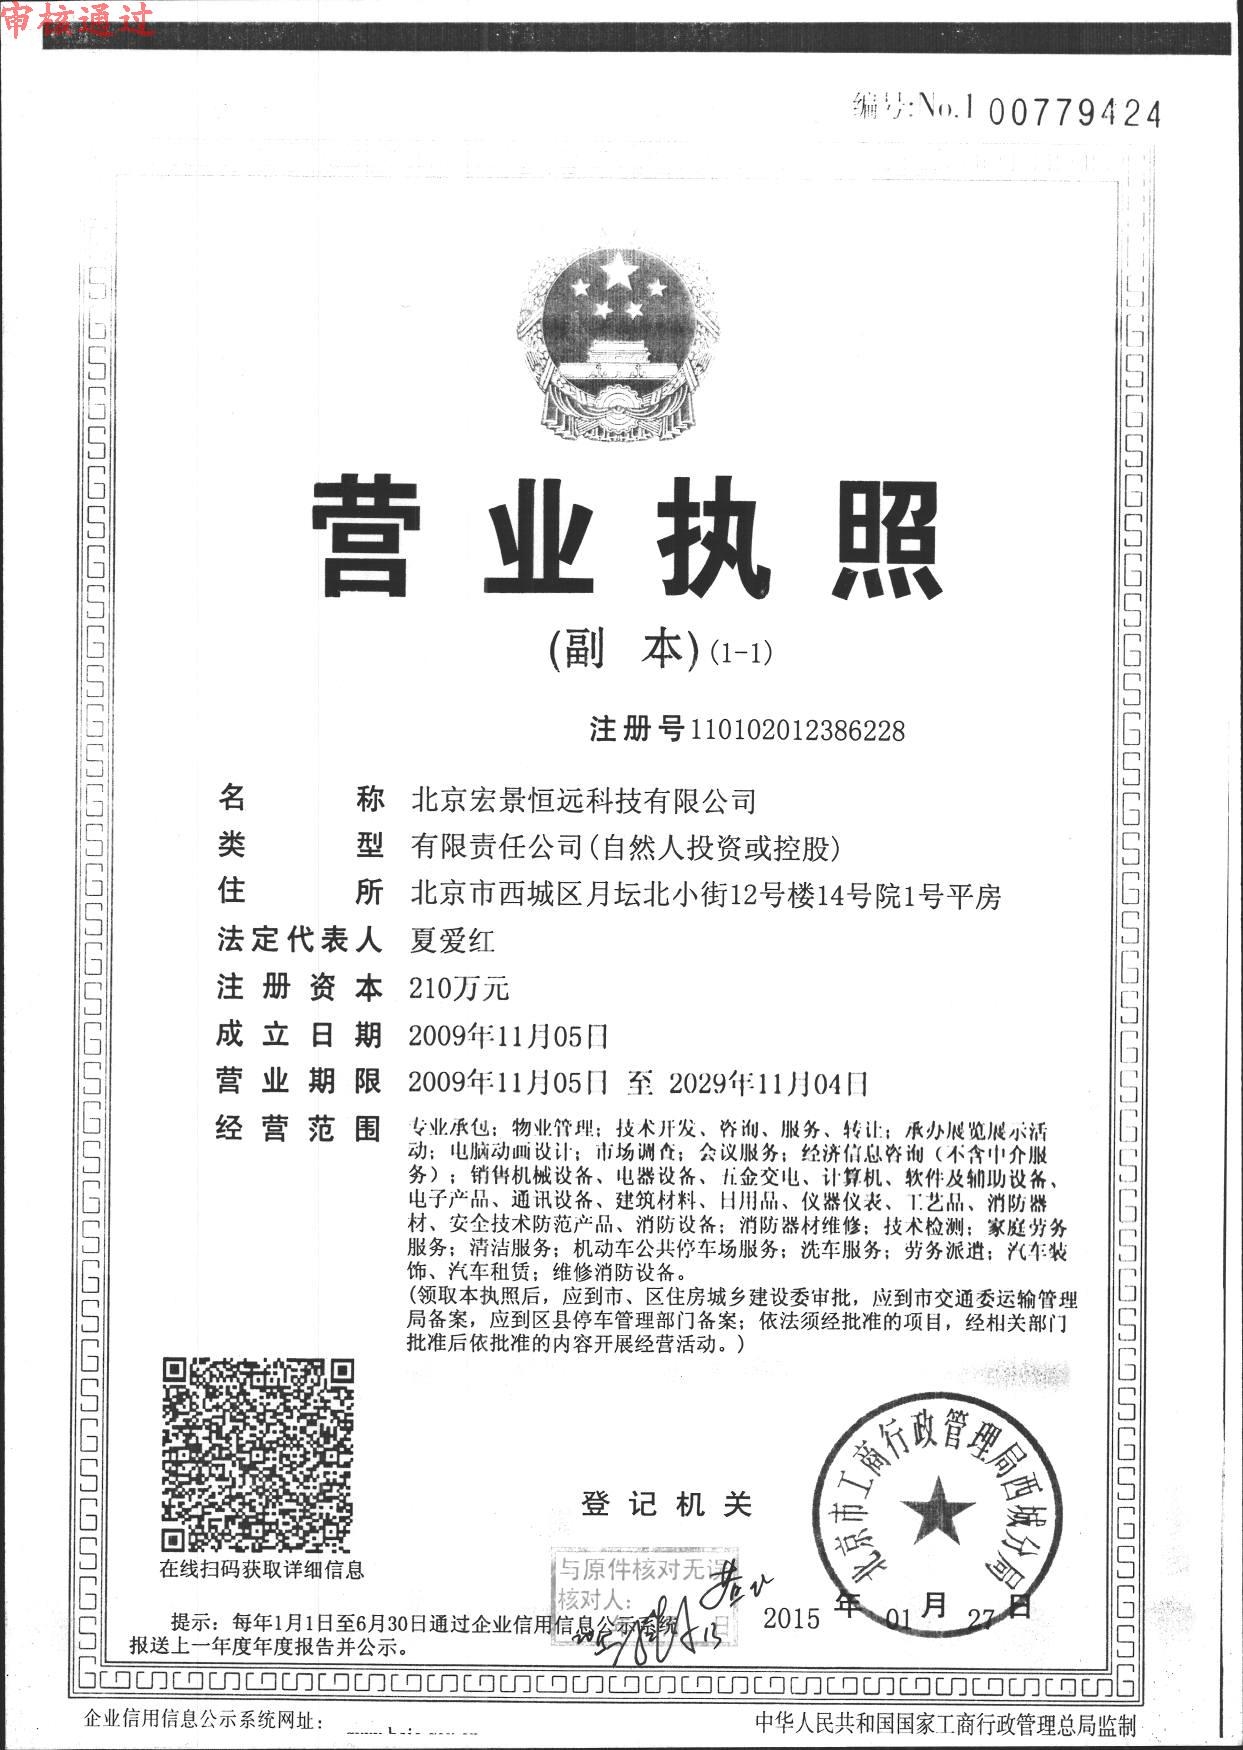 审核通过
编号:No.1 00779424
营业执照
(副 本)(1-1)
注册号110102012386228
名 称 北京宏景恒远科技有限公司
类 型 有限责任公司(自然人投资或控股)
住 所 北京市西城区月坛北小街12号楼14号院1号平房
法定代表人 夏爱红
注册资本 210万元
成立日期 2009年11月05日
营业期限 2009年11月05日 至 2029年11月04日
经营范围 专业承包；物业管理；技术开发、咨询、服务、转让；承办展览展示活
动；电脑动画设计；市场调查；会议服务；经济信息咨询（不含中介服
务）；销售机械设备、电器设备、五金交电、计算机、软件及辅助设备、
电子产品、通讯设备、建筑材料、日用品、仪器仪表、工艺品、消防器
材、安全技术防范产品、消防设备；消防器材维修；技术检测；家庭劳务
服务；清洁服务；机动车公共停车场服务；洗车服务；劳务派遣；汽车装
饰、汽车租赁；维修消防设备。
(领取本执照后，应到市、区住房城乡建设委审批，应到市交通委运输管理
局备案，应到区县停车管理部门备案；依法须经批准的项目，经相关部门
批准后依批准的内容开展经营活动。)
在线扫码获取详细信息
登记机关
北京市工商行政管理局西城分局
与原件核对无误
核对人:
2015 年 01 月 27 日
提示：每年1月1日至6月30日通过企业信用信息公示系统
报送上一年度年度报告并公示。
企业信用信息公示系统网址：
中华人民共和国国家工商行政管理总局监制